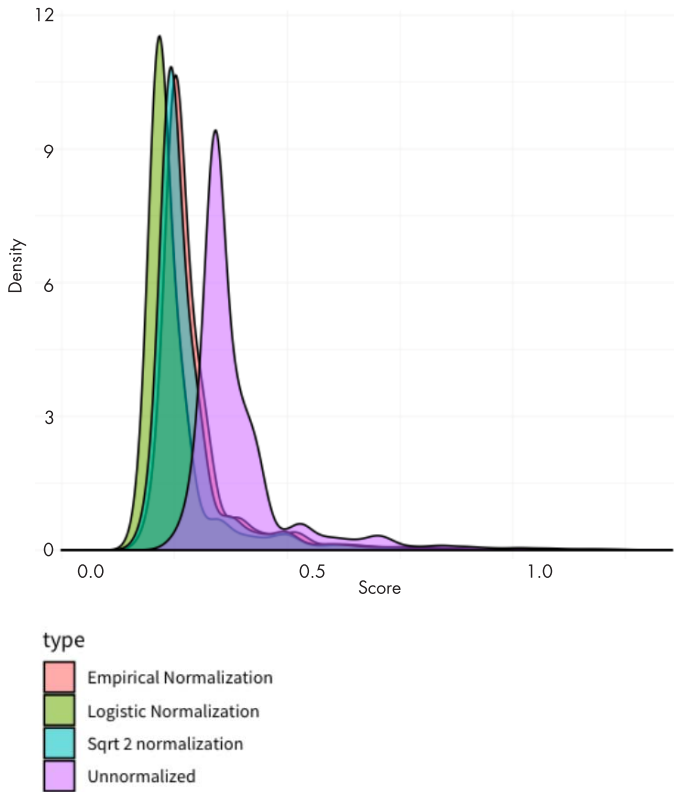 12
9
6
3
0
Density
0.0
0.5
1.0
Score
type
Empirical Normalization
Logistic Normalization
Sqrt 2 normalization
Unnormalized